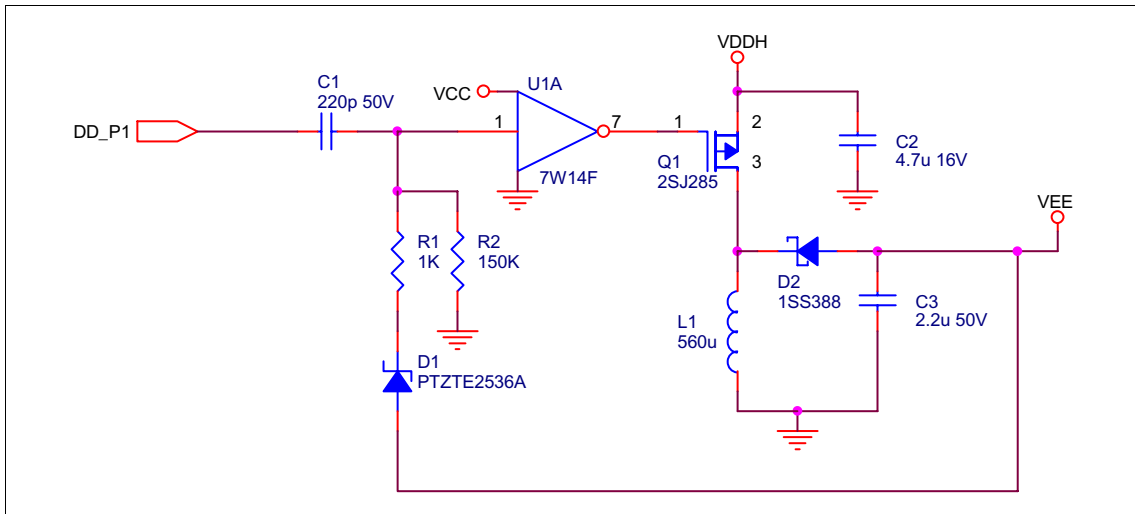 VDDH
C1
220p 50V
U1A
VCC
DD_P1
1
7
1
2
3
7W14F
Q1
2SJ285
C2
4.7u 16V
VEE
R1
1K
R2
150K
D2
1SS388
C3
2.2u 50V
L1
560u
D1
PTZTE2536A